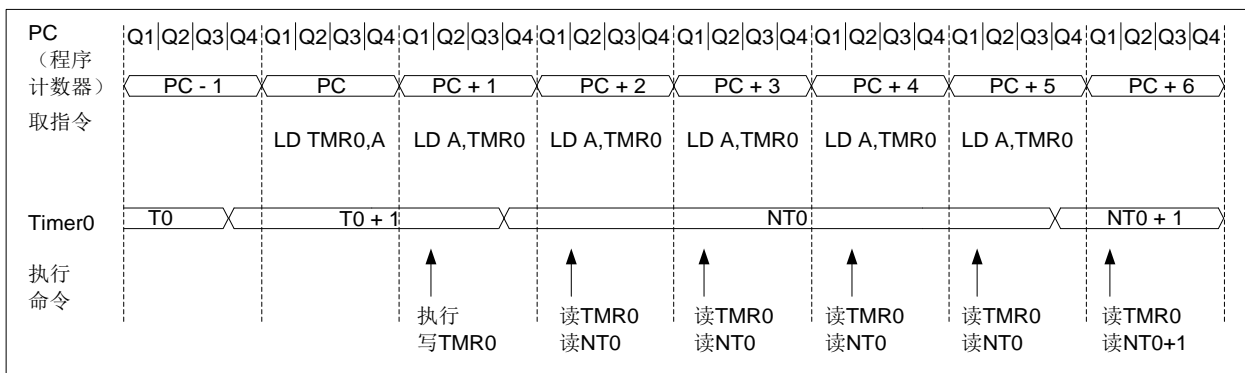 PC Q1 Q2 Q3 Q4 Q1 Q2 Q3 Q4 Q1 Q2 Q3 Q4 Q1 Q2 Q3 Q4 Q1 Q2 Q3 Q4 Q1 Q2 Q3 Q4 Q1 Q2 Q3 Q4 Q1 Q2 Q3 Q4
（程序
计数器） PC - 1 PC PC + 1 PC + 2 PC + 3 PC + 4 PC + 5 PC + 6
取指令
LD TMR0,A LD A,TMR0 LD A,TMR0 LD A,TMR0 LD A,TMR0 LD A,TMR0
Timer0 T0 T0 + 1 NT0 NT0 + 1
执行
命令
执行 读TMR0 读TMR0 读TMR0 读TMR0 读TMR0
写TMR0 读NT0 读NT0 读NT0 读NT0 读NT0+1